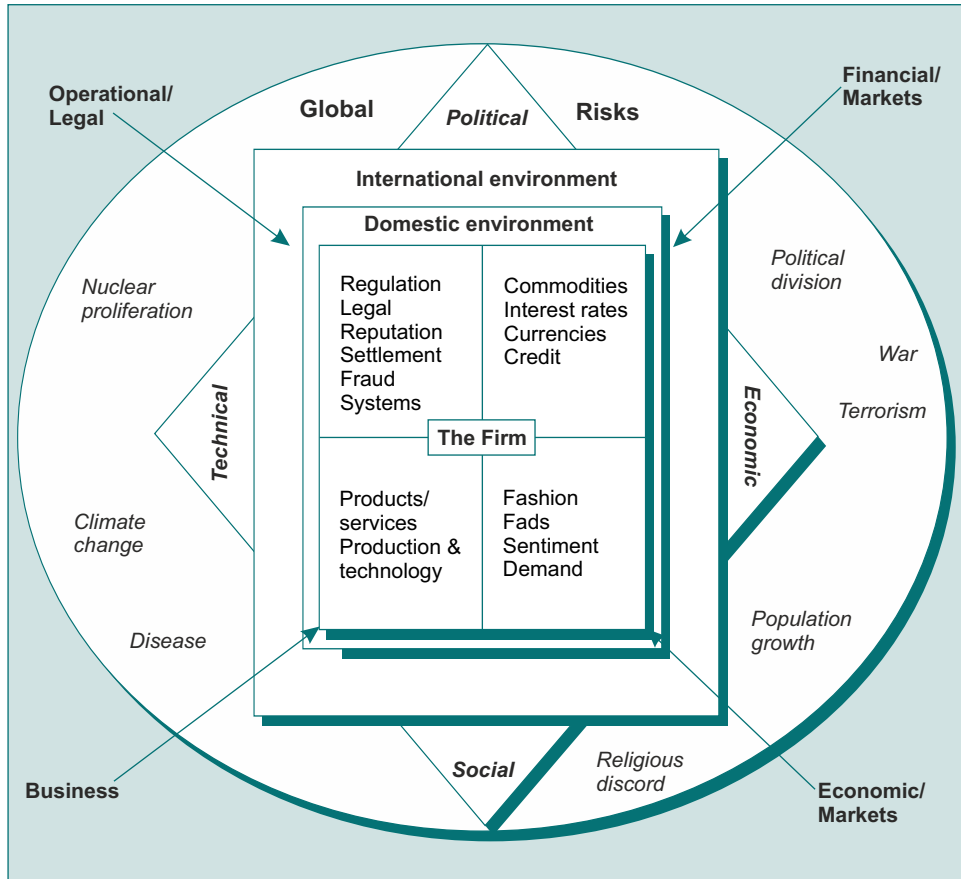 Operational/
Legal
Global
Political
Risks
Financial/
Markets
International environment
Domestic environment
Regulation
Legal
Reputation
Settlement
Fraud
Systems
Commodities
Interest rates
Currencies
Credit
The Firm
Products/
services
Production &
technology
Fashion
Fads
Sentiment
Demand
Nuclear
proliferation
Technical
Climate
change
Disease
Political
division
War
Terrorism
Economic
Population
growth
Social
Religious
discord
Business
Economic/
Markets